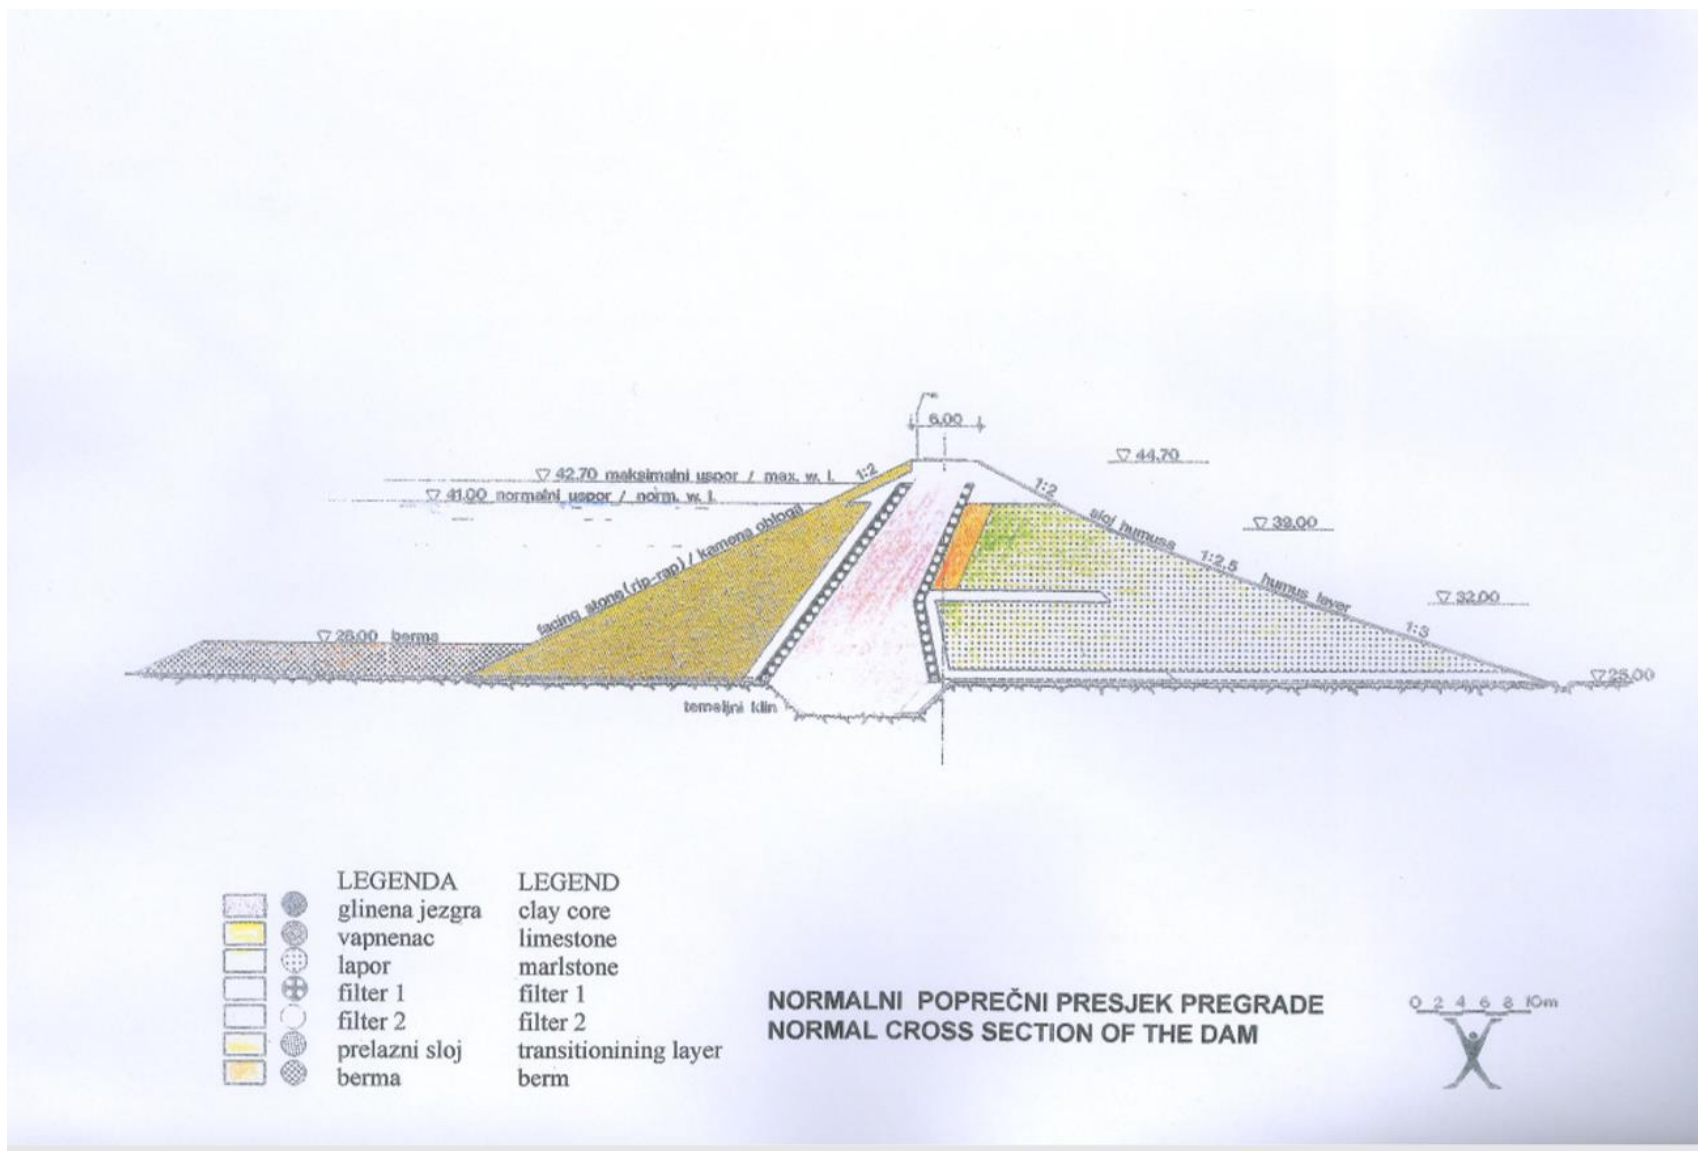 6.00
▽ 44.70
▽ 42.70 maksimalni uspor / max. w. l.
1:2
1:2
▽ 41.00 normalni uspor / norm. w. l.
sloj humusa
▽ 39.00
facing stone (rip-rap) / kamena obloga
1:2,5
humus layer
▽ 32.00
1:3
▽ 28.00 berma
▽ 25.00
temeljni klin
LEGENDA LEGEND
glinena jezgra clay core
vapnenac limestone
lapor marlstone
filter 1 filter 1
filter 2 filter 2
prelazni sloj transitionining layer
berma berm
NORMALNI POPREČNI PRESJEK PREGRADE
NORMAL CROSS SECTION OF THE DAM
0 2 4 6 8 10m